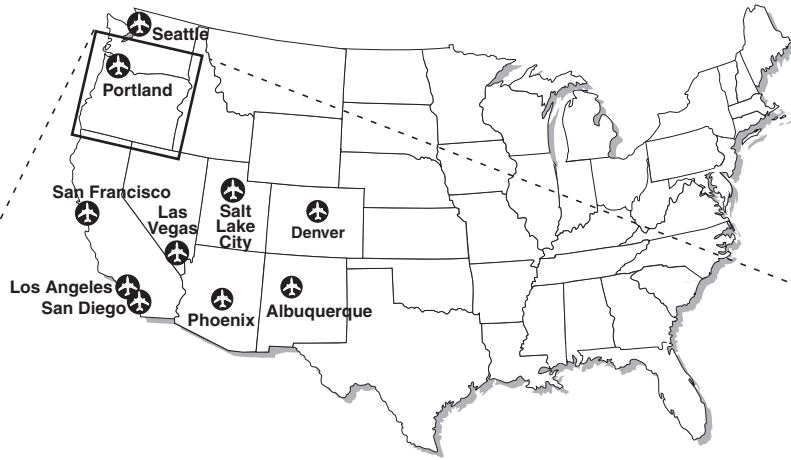 Seattle
Portland
San Francisco
Las
Vegas
Salt
Lake
City
Denver
Los Angeles
San Diego
Phoenix
Albuquerque